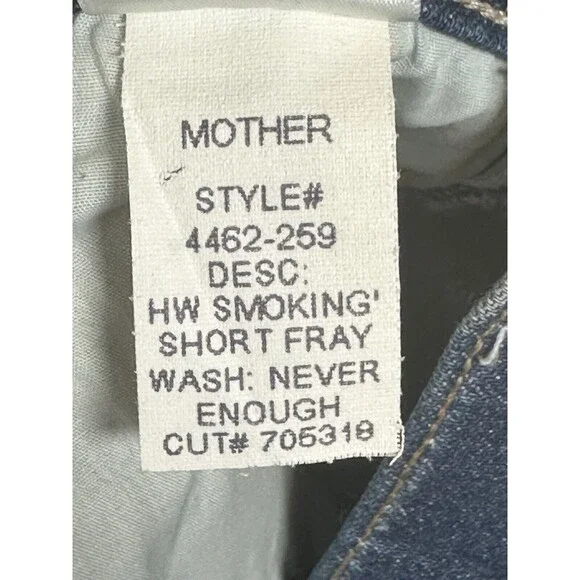 MOTHER
STYLE#
4462-259
DESC:
HW SMOKING'
SHORT FRAY
WASH: NEVER
ENOUGH
CUT# 705318